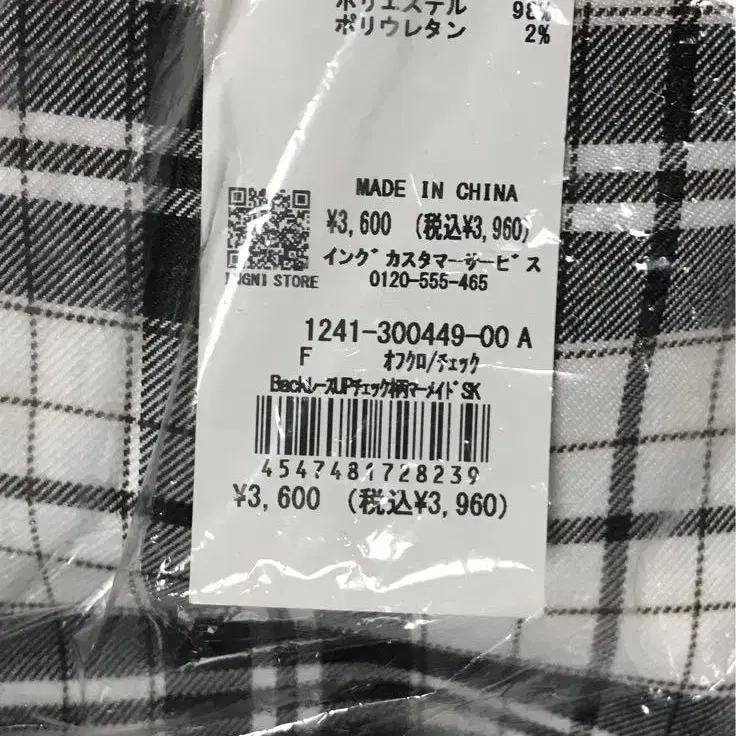 ポリエステル 98%
ポリウレタン 2%
MADE IN CHINA
¥3,600 (税込¥3,960)
イングカスタマーサービス
0120-555-465
INGNI STORE
1241-300449-00 A
F オフクロ/チェック
BackレースUPチェック柄マーメイドSK
4547481728239
¥3,600 (税込¥3,960)